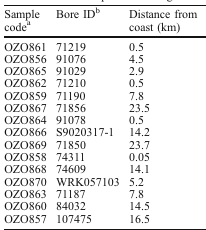 Sample Bore ID^b Distance from
code^a coast (km)
OZO861 71219 0.5
OZO856 91076 4.5
OZO865 91029 2.9
OZO862 71210 0.5
OZO859 71190 7.8
OZO867 71856 23.5
OZO864 91078 0.5
OZO866 S9020317-1 14.2
OZO869 71850 23.7
OZO858 74311 0.05
OZO868 74609 14.1
OZO870 WRK057103 5.2
OZO863 71187 7.8
OZO860 84032 14.5
OZO857 107475 16.5